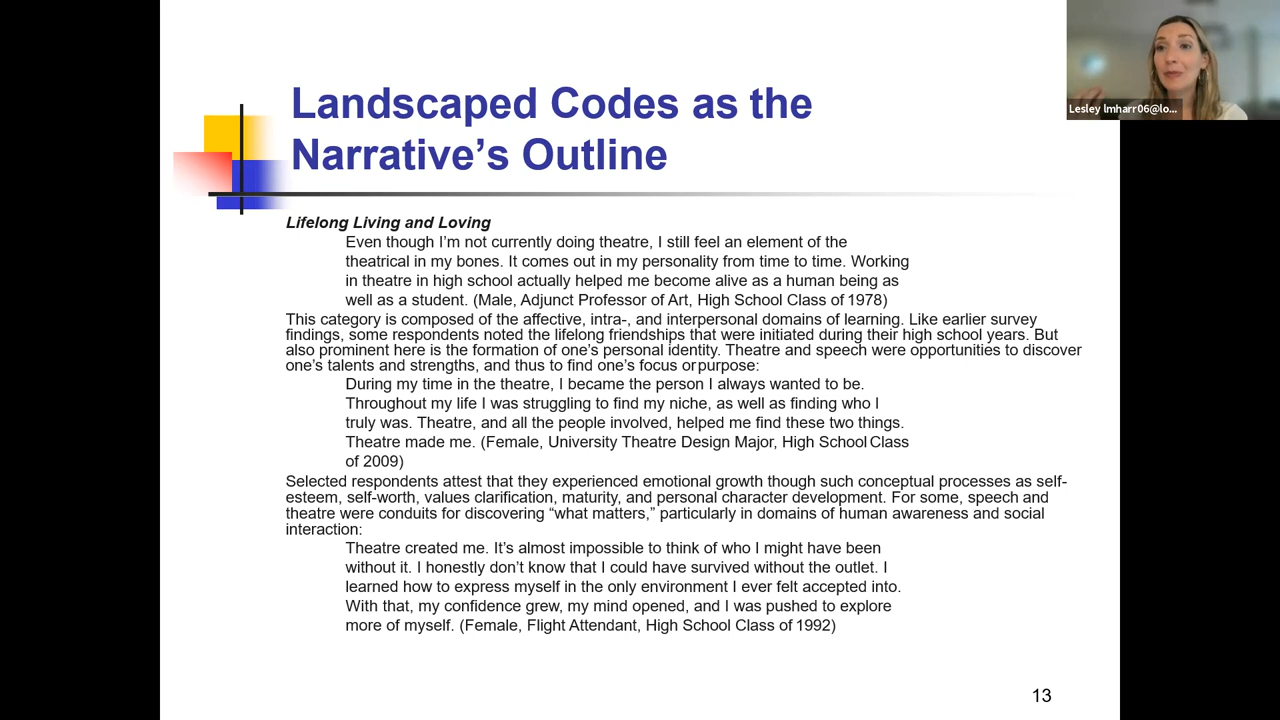 Landscaped Codes as the
Narrative’s Outline
Lesley lmharr06@lo...
Lifelong Living and Loving
Even though I’m not currently doing theatre, I still feel an element of the
theatrical in my bones. It comes out in my personality from time to time. Working
in theatre in high school actually helped me become alive as a human being as
well as a student. (Male, Adjunct Professor of Art, High School Class of 1978)
This category is composed of the affective, intra-, and interpersonal domains of learning. Like earlier survey
findings, some respondents noted the lifelong friendships that were initiated during their high school years. But
also prominent here is the formation of one’s personal identity. Theatre and speech were opportunities to discover
one’s talents and strengths, and thus to find one’s focus or purpose:
During my time in the theatre, I became the person I always wanted to be.
Throughout my life I was struggling to find my niche, as well as finding who I
truly was. Theatre, and all the people involved, helped me find these two things.
Theatre made me. (Female, University Theatre Design Major, High School Class
of 2009)
Selected respondents attest that they experienced emotional growth though such conceptual processes as self-
esteem, self-worth, values clarification, maturity, and personal character development. For some, speech and
theatre were conduits for discovering “what matters,” particularly in domains of human awareness and social
interaction:
Theatre created me. It’s almost impossible to think of who I might have been
without it. I honestly don’t know that I could have survived without the outlet. I
learned how to express myself in the only environment I ever felt accepted into.
With that, my confidence grew, my mind opened, and I was pushed to explore
more of myself. (Female, Flight Attendant, High School Class of 1992)
13